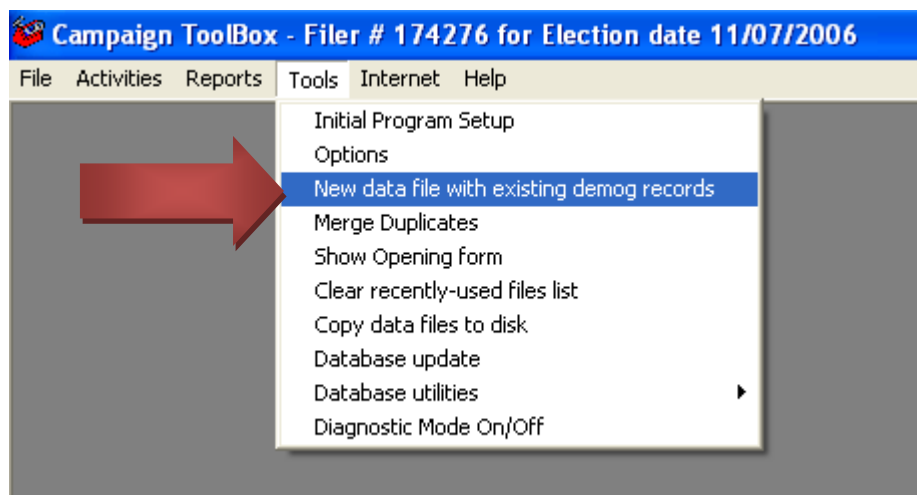 Campaign ToolBox - Filer # 174276 for Election date 11/07/2006
File Activities Reports Tools Internet Help
Initial Program Setup
Options
New data file with existing demog records
Merge Duplicates
Show Opening form
Clear recently-used files list
Copy data files to disk
Database update
Database utilities
Diagnostic Mode On/Off